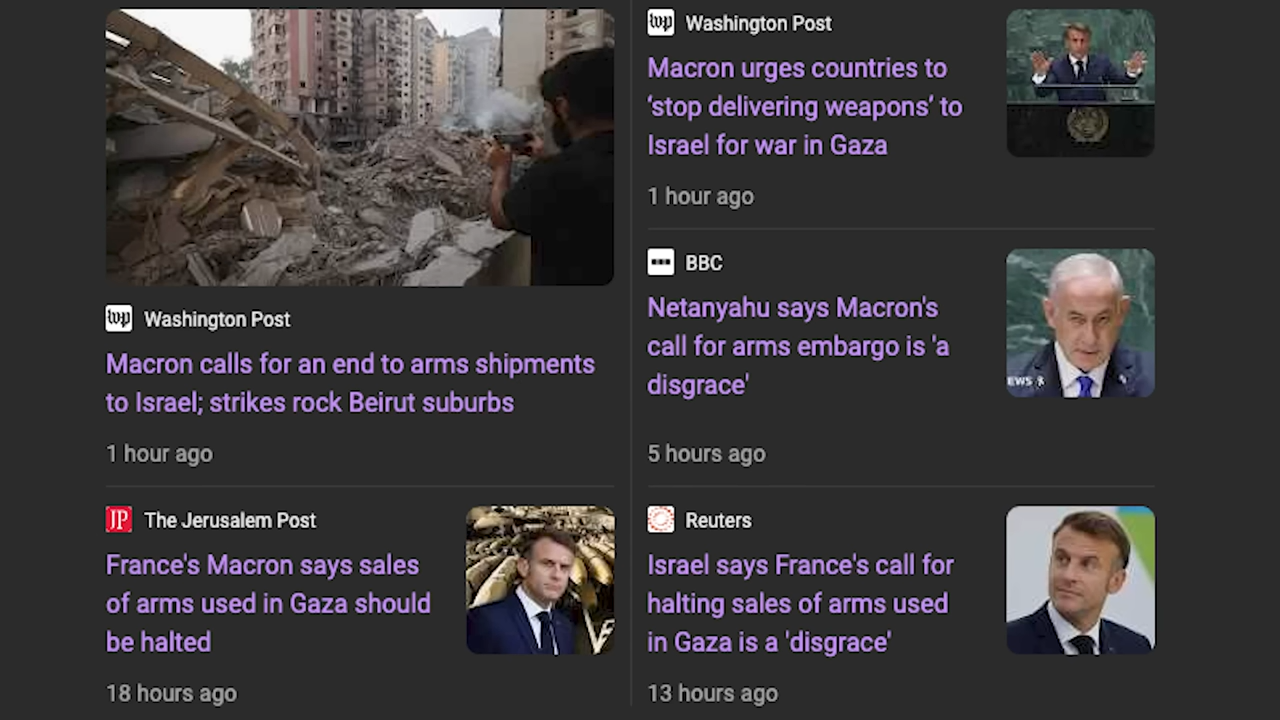 wp Washington Post
Macron calls for an end to arms shipments
to Israel; strikes rock Beirut suburbs
1 hour ago
JP The Jerusalem Post
France's Macron says sales
of arms used in Gaza should
be halted
18 hours ago
wp Washington Post
Macron urges countries to
‘stop delivering weapons’ to
Israel for war in Gaza
1 hour ago
BBC
Netanyahu says Macron's
call for arms embargo is 'a
disgrace'
EWS
5 hours ago
Reuters
Israel says France's call for
halting sales of arms used
in Gaza is a 'disgrace'
13 hours ago